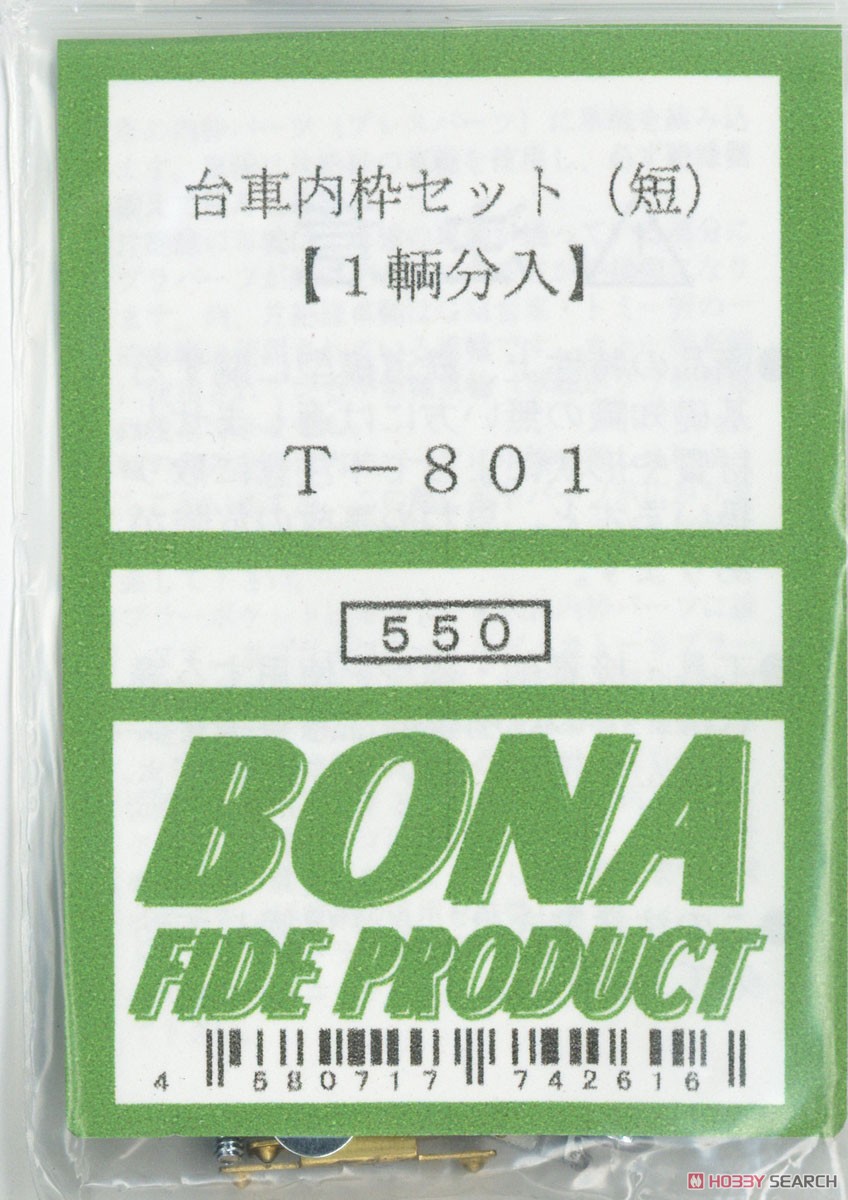 台車内枠セット（短）
【１輌分入】
Ｔ－８０１
５５０
BONA
FIDE PRODUCT
4 580717 742616
HOBBY SEARCH